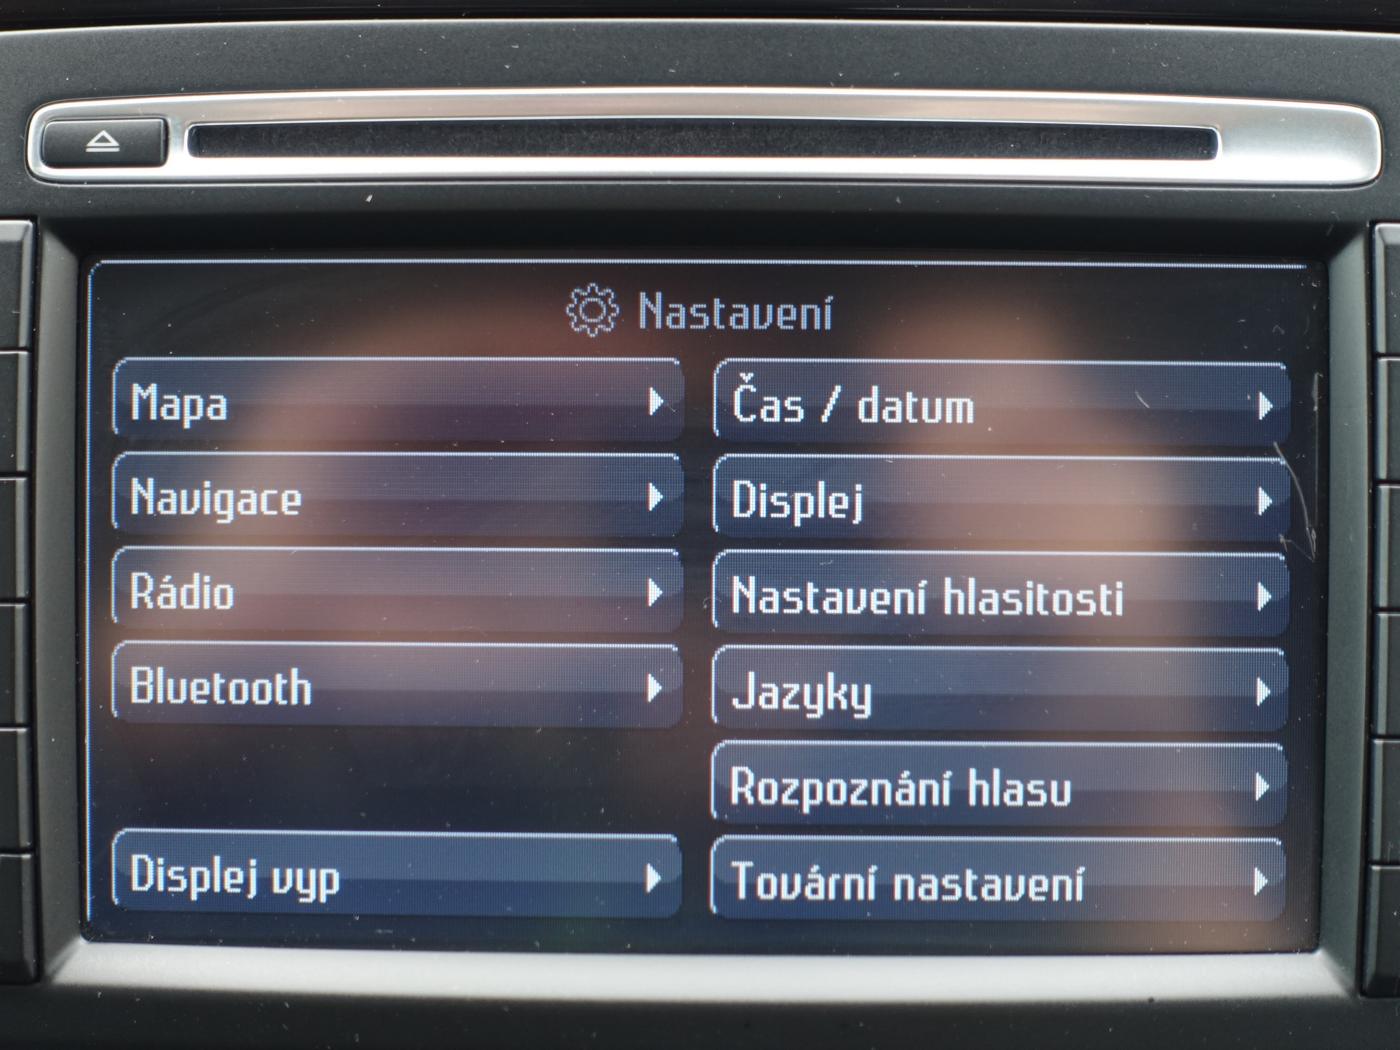 Nastavení
Mapa
Navigace
Rádio
Bluetooth
Displej vyp
Čas / datum
Displej
Nastavení hlasitosti
Jazyky
Rozpoznání hlasu
Tovární nastavení